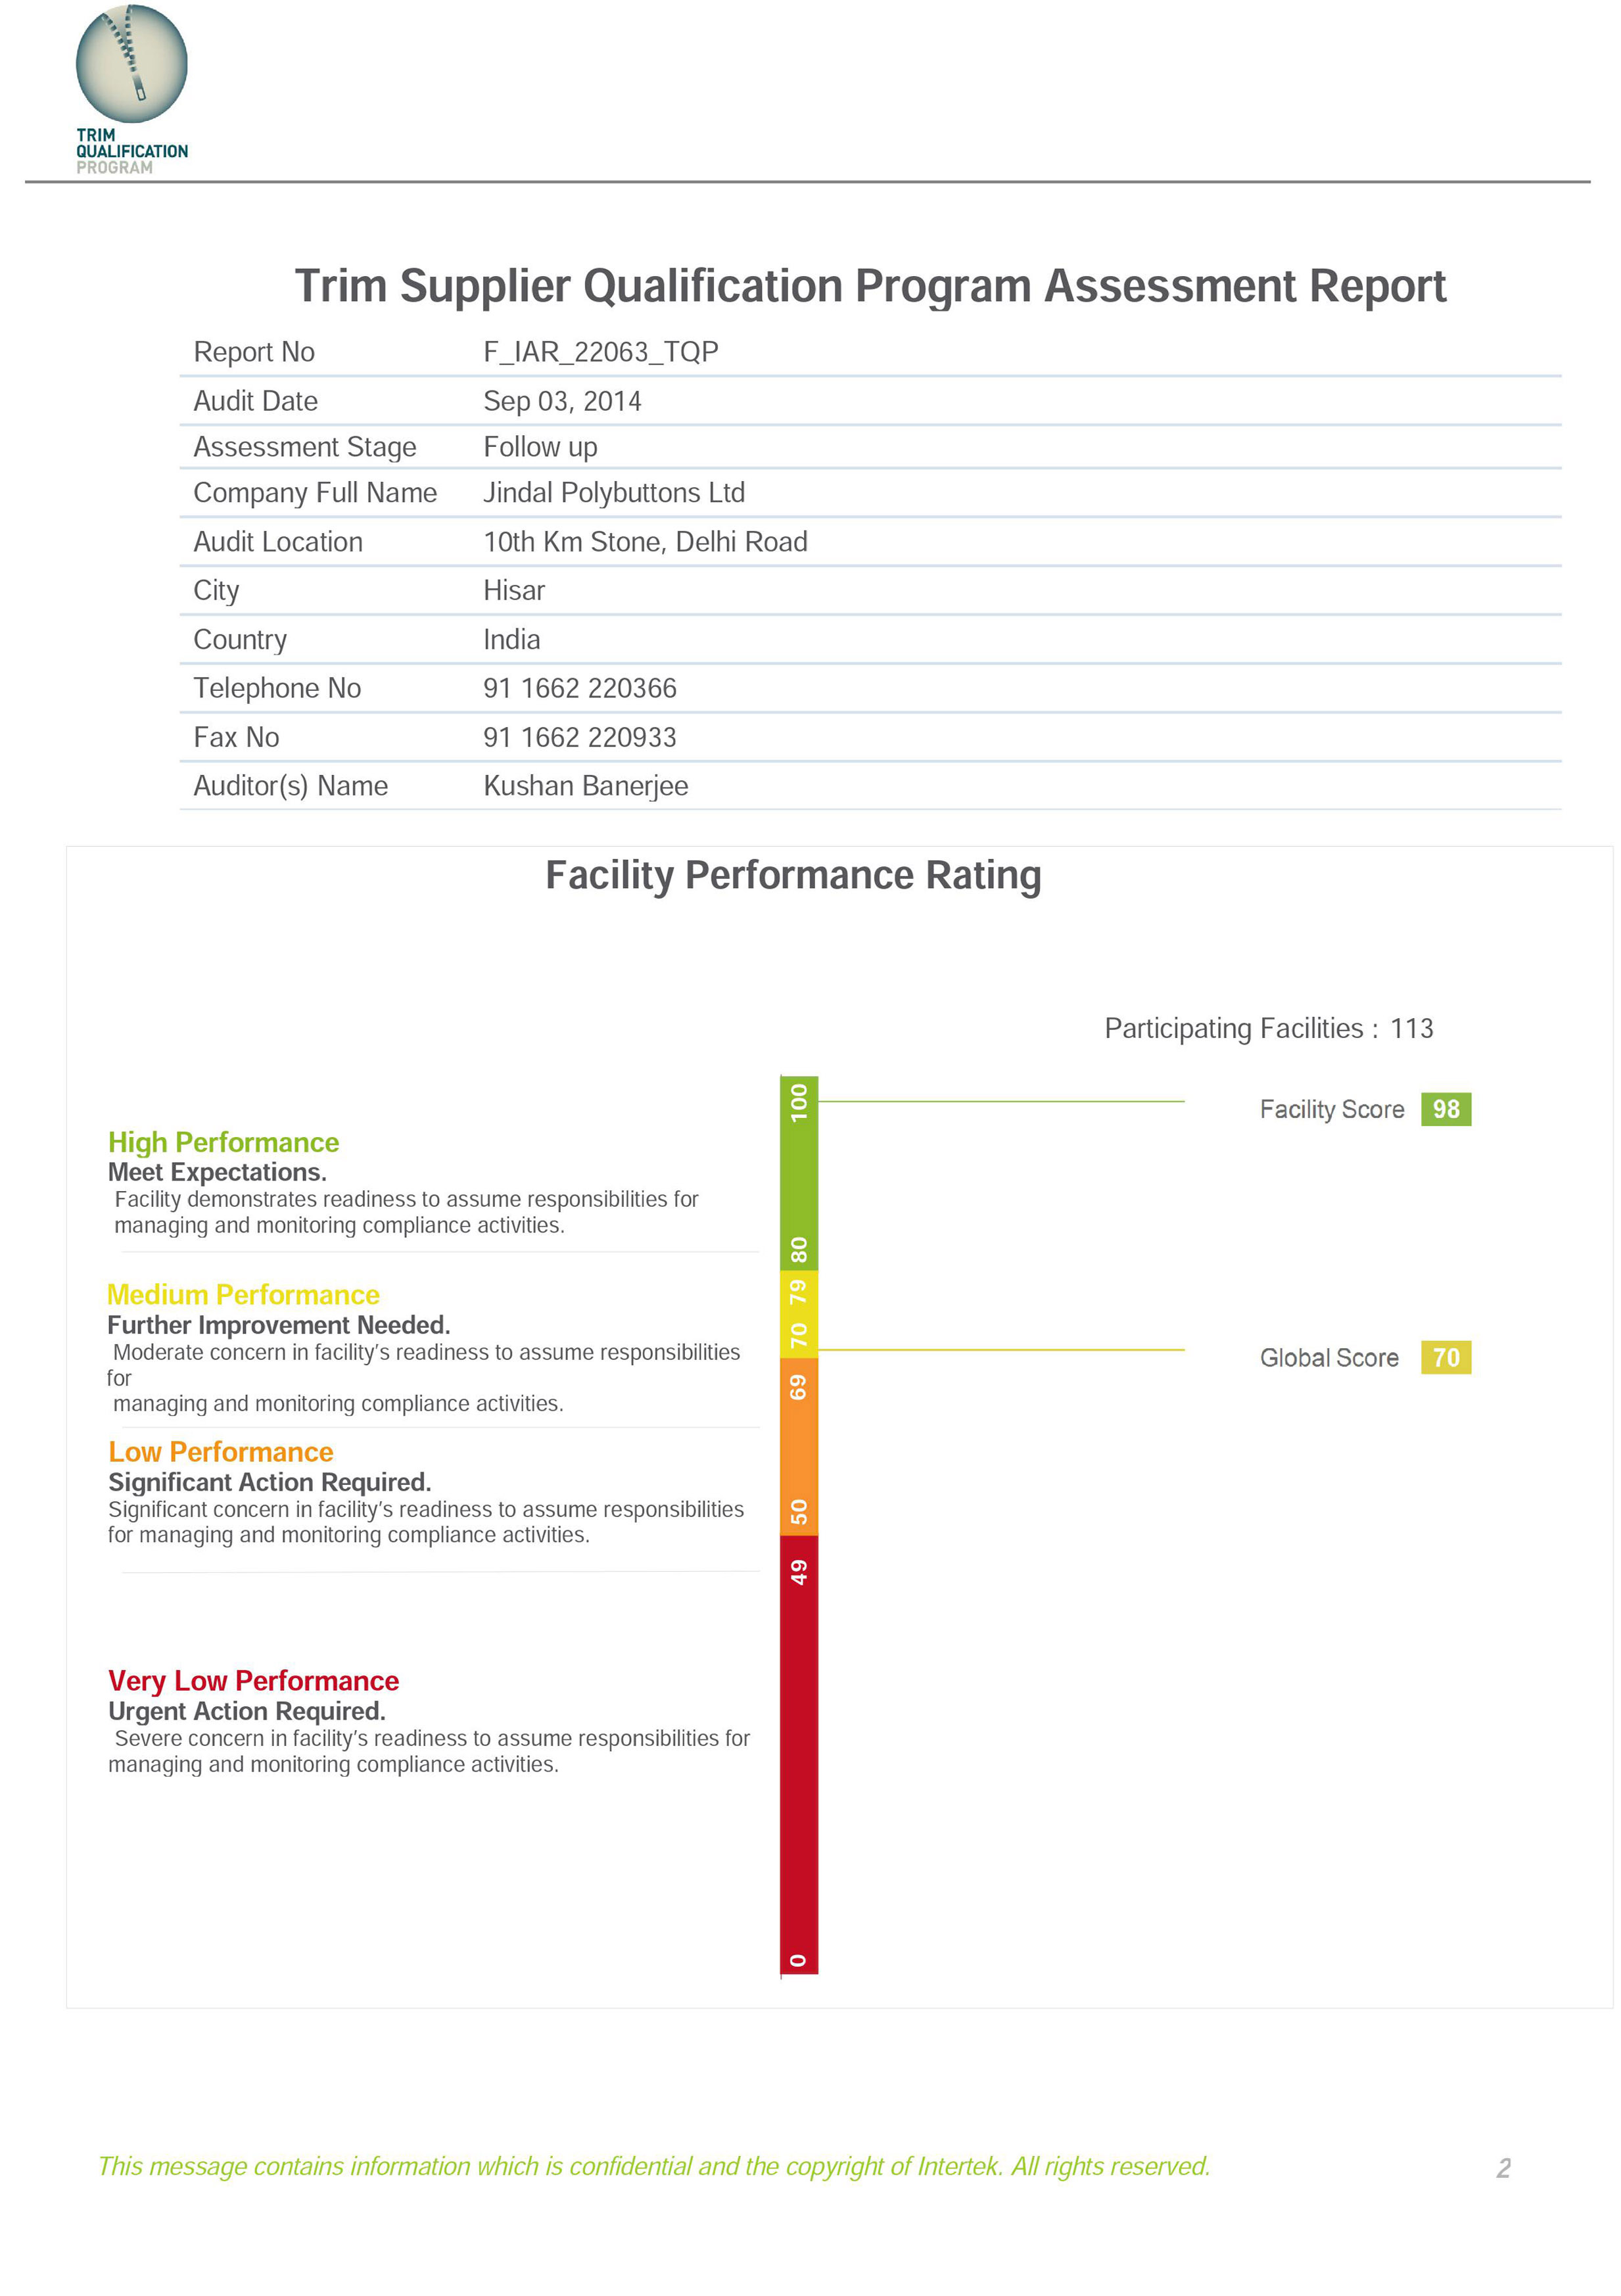 TRIM
QUALIFICATION
PROGRAM
Trim Supplier Qualification Program Assessment Report
Report No F_IAR_22063_TQP
Audit Date Sep 03, 2014
Assessment Stage Follow up
Company Full Name Jindal Polybuttons Ltd
Audit Location 10th Km Stone, Delhi Road
City Hisar
Country India
Telephone No 91 1662 220366
Fax No 91 1662 220933
Auditor(s) Name Kushan Banerjee
Facility Performance Rating
Participating Facilities : 113
100
Facility Score 98
High Performance
Meet Expectations.
Facility demonstrates readiness to assume responsibilities for
managing and monitoring compliance activities.
80
79
Medium Performance
Further Improvement Needed.
Moderate concern in facility's readiness to assume responsibilities
for
managing and monitoring compliance activities.
70
Global Score 70
69
Low Performance
Significant Action Required.
Significant concern in facility's readiness to assume responsibilities
for managing and monitoring compliance activities.
50
49
Very Low Performance
Urgent Action Required.
Severe concern in facility's readiness to assume responsibilities for
managing and monitoring compliance activities.
0
This message contains information which is confidential and the copyright of Intertek. All rights reserved. 2